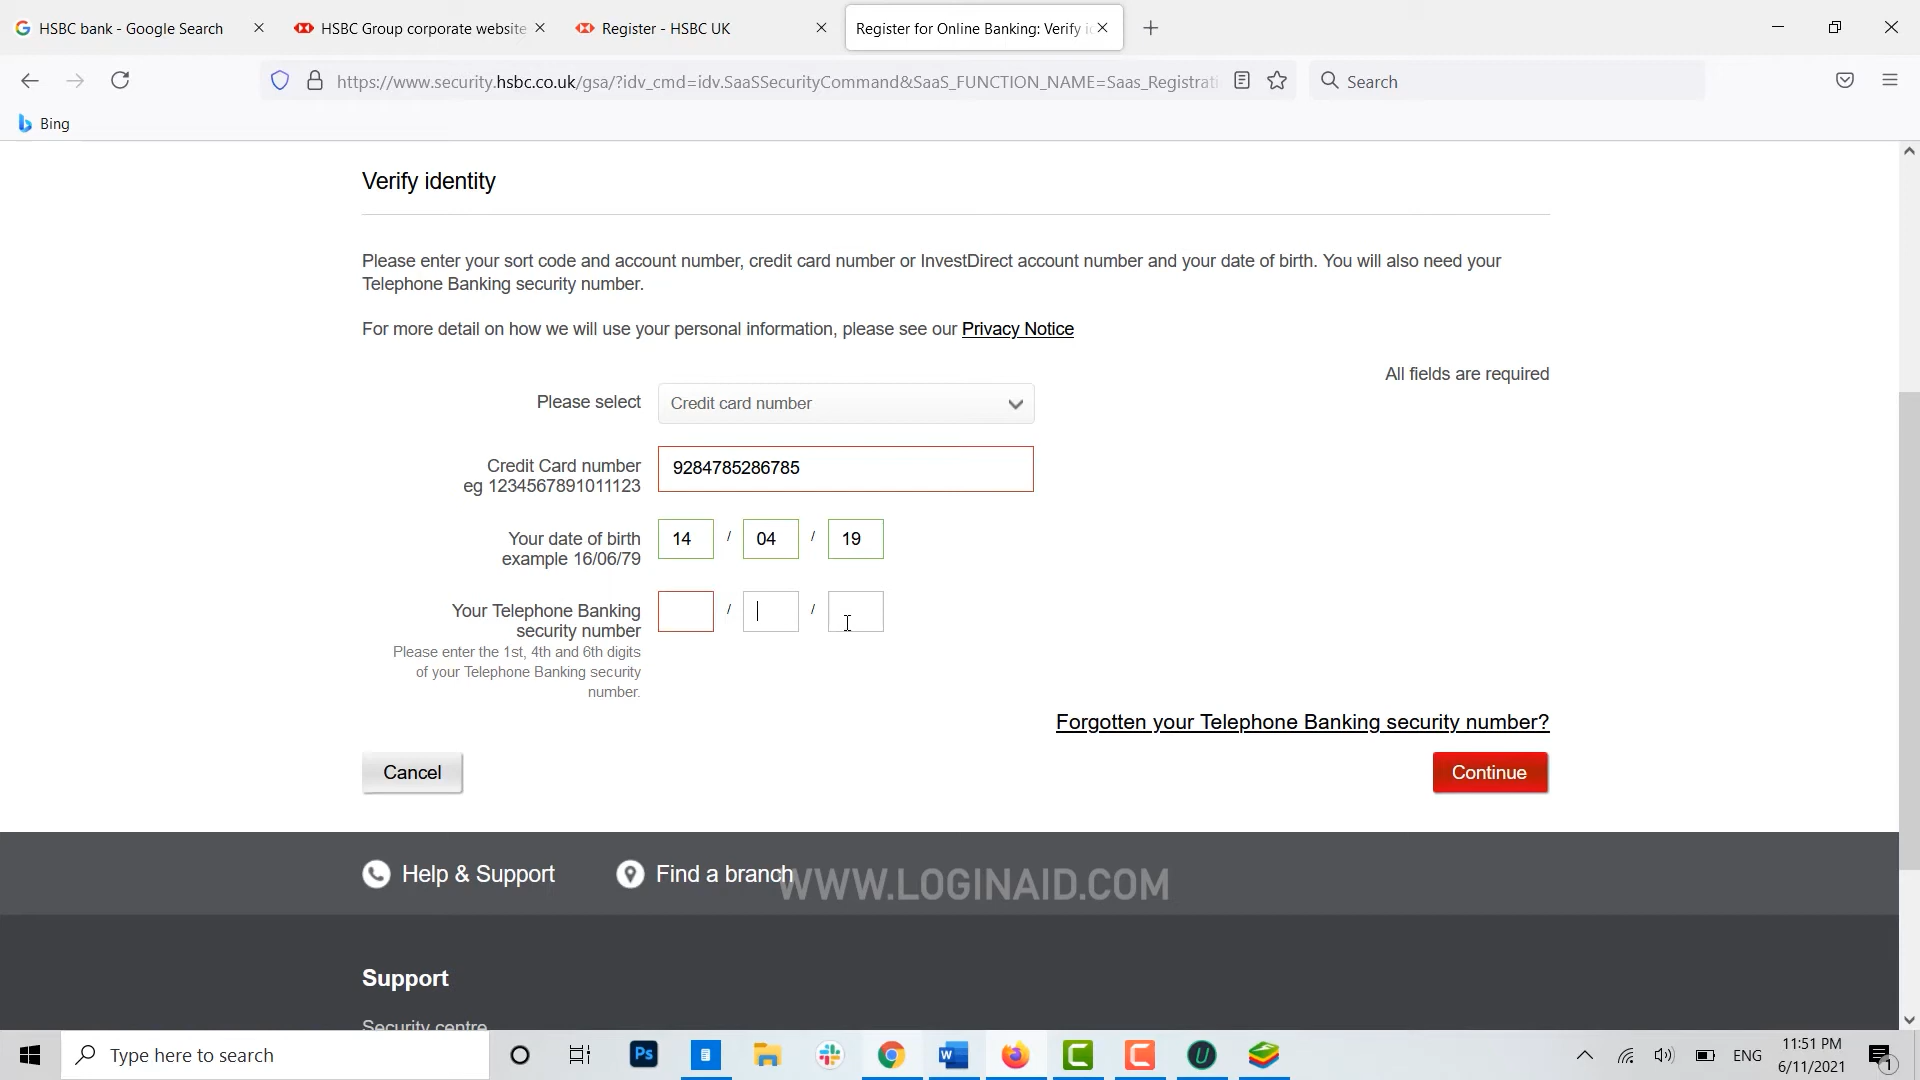 HSBC bank - Google Search
HSBC Group corporate website
Register - HSBC UK
Register for Online Banking: Verify i
https://www.security.hsbc.co.uk/gsa/?idv_cmd=idv.SaaSSecurityCommand&SaaS_FUNCTION_NAME=Saas_Registrati
Search
Bing
Verify identity
Please enter your sort code and account number, credit card number or InvestDirect account number and your date of birth. You will also need your
Telephone Banking security number.
For more detail on how we will use your personal information, please see our Privacy Notice
All fields are required
Please select
Credit card number
Credit Card number
eg 1234567891011123
9284785286785
Your date of birth
example 16/06/79
14 / 04 / 19
Your Telephone Banking
security number
/ /
Please enter the 1st, 4th and 6th digits
of your Telephone Banking security
number.
Forgotten your Telephone Banking security number?
Cancel
Continue
Help & Support
Find a branch
WWW.LOGINAID.COM
Support
Security centre
Type here to search
Ps
W
U
ENG
11:51 PM
6/11/2021
1